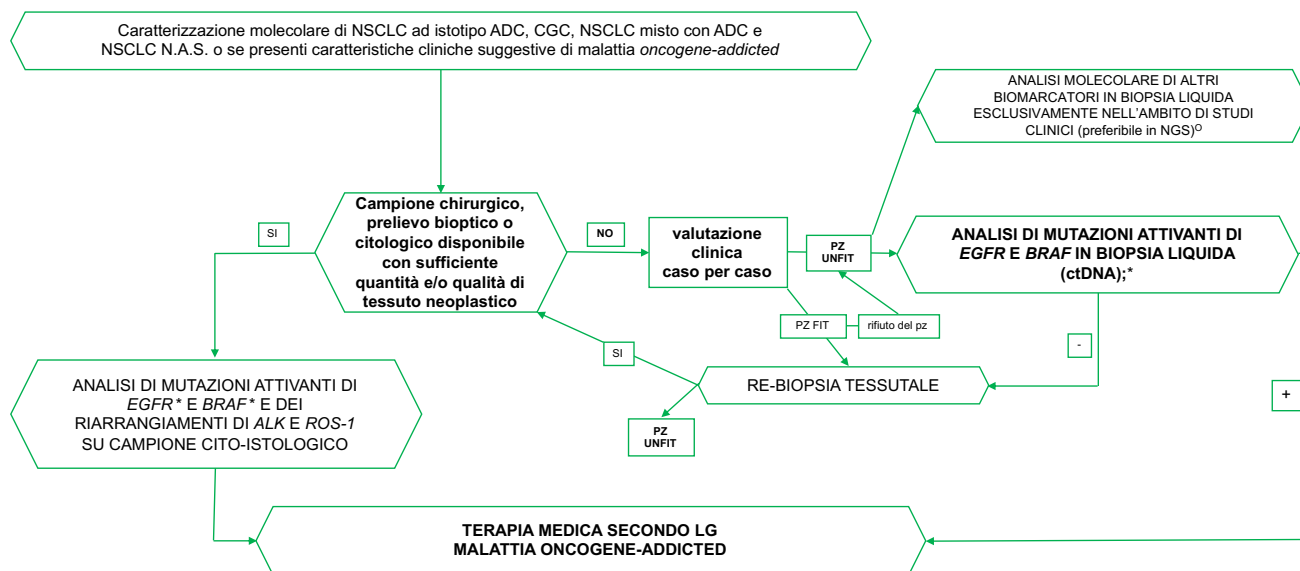 Caratterizzazione molecolare di NSCLC ad istotipo ADC, CGC, NSCLC misto con ADC e
NSCLC N.A.S. o se presenti caratteristiche cliniche suggestive di malattia oncogene-addicted
ANALISI MOLECOLARE DI ALTRI
BIOMARCATORI IN BIOPSIA LIQUIDA
ESCLUSIVAMENTE NELL'AMBITO DI STUDI
CLINICI (preferibile in NGS)O
SI
Campione chirurgico,
prelievo bioptico o
citologico disponibile
con sufficiente
quantità e/o qualità di
tessuto neoplastico
NO
valutazione
clinica
caso per caso
PZ
UNFIT
ANALISI DI MUTAZIONI ATTIVANTI DI
EGFR E BRAF IN BIOPSIA LIQUIDA
(ctDNA);*
PZ FIT
rifiuto del pz
-
SI
RE-BIOPSIA TESSUTALE
+
PZ
UNFIT
ANALISI DI MUTAZIONI ATTIVANTI DI
EGFR* E BRAF* E DEI
RIARRANGIAMENTI DI ALK E ROS-1
SU CAMPIONE CITO-ISTOLOGICO
TERAPIA MEDICA SECONDO LG
MALATTIA ONCOGENE-ADDICTED